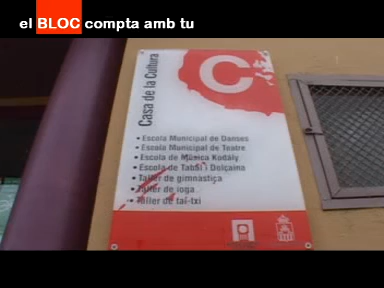 el BLOC compta amb tu
Casa de la Cultura
C
• Escola Municipal de Danses
• Escola Municipal de Teatre
• Escola de Música Kodály
• Escola de Tabal i Dolçaina
• Taller de gimnàstica
• Taller de ioga
• Taller de tai-txi